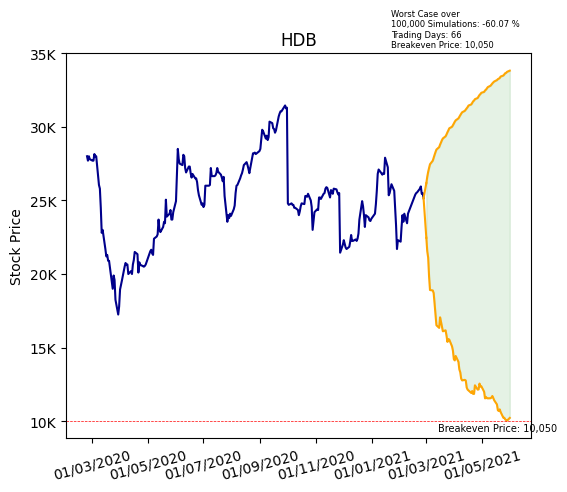 Worst Case over
100,000 Simulations: -60.07 %
Trading Days: 66
Breakeven Price: 10,050
HDB
35K
30K
25K
20K
15K
10K
Stock Price
Breakeven Price: 10,050
01/03/2020
01/05/2020
01/07/2020
01/09/2020
01/11/2020
01/01/2021
01/03/2021
01/05/2021